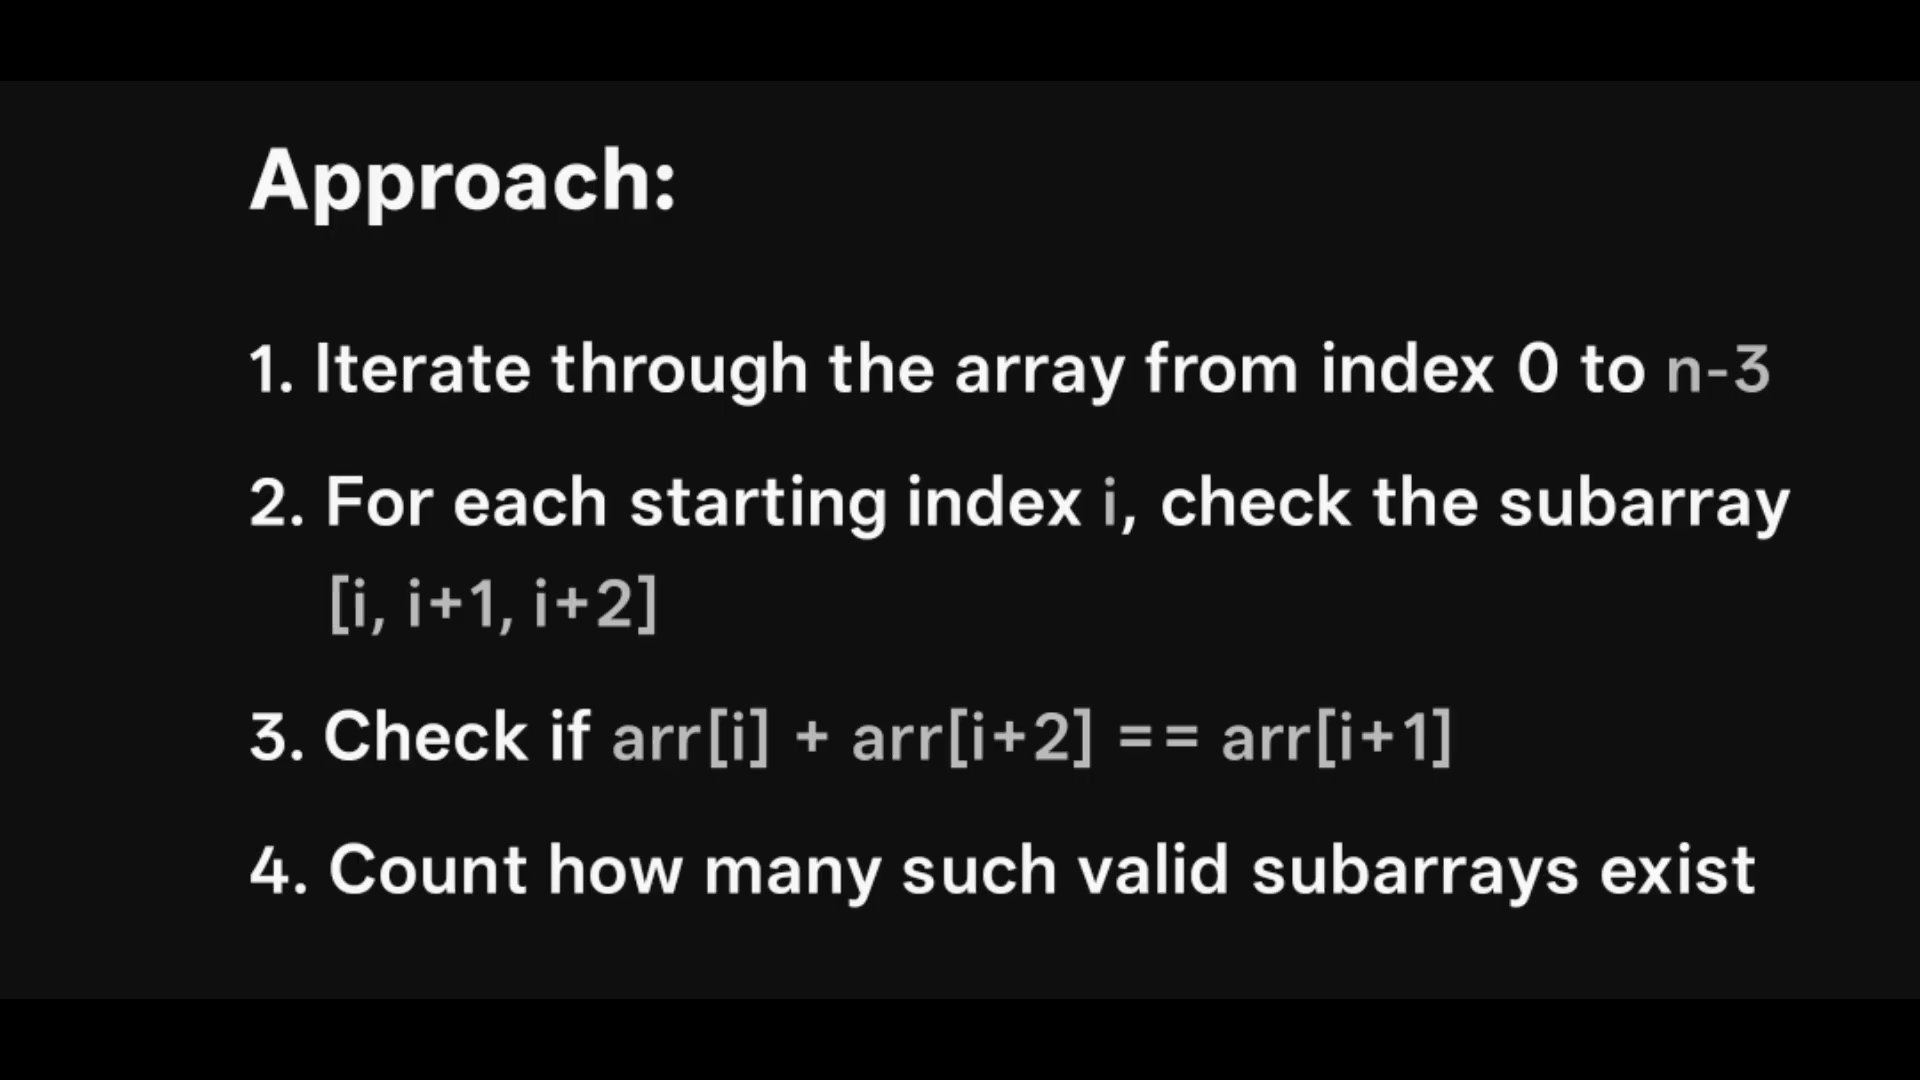 Approach:
1. Iterate through the array from index 0 to n-3
2. For each starting index i, check the subarray
[i, i+1, i+2]
3. Check if arr[i] + arr[i+2] == arr[i+1]
4. Count how many such valid subarrays exist